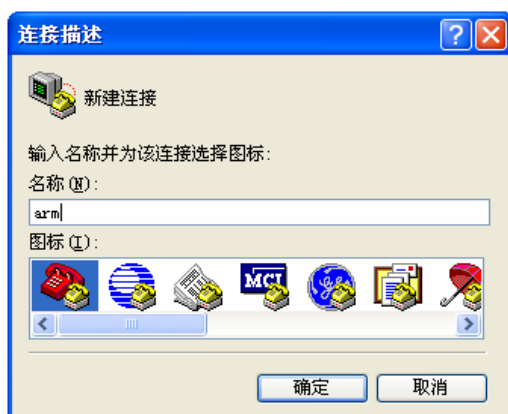 连接描述
新建连接
输入名称并为该连接选择图标:
名称(N):
arm
图标(I):
MCI
确定
取消